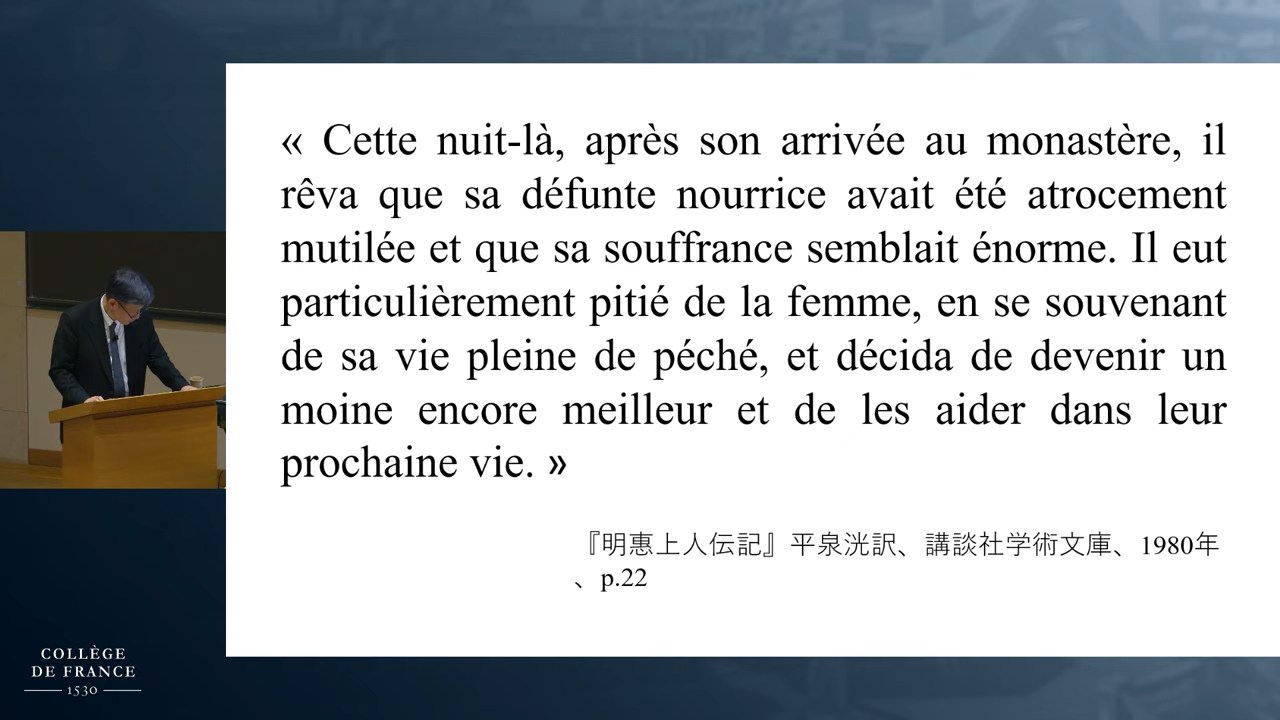 « Cette nuit-là, après son arrivée au monastère, il
rêva que sa défunte nourrice avait été atrocement
mutilée et que sa souffrance semblait énorme. Il eut
particulièrement pitié de la femme, en se souvenant
de sa vie pleine de péché, et décida de devenir un
moine encore meilleur et de les aider dans leur
prochaine vie. »
『明惠上人伝記』平泉洸訳、講談社学術文庫、1980年
、p.22
COLLÈGE
DE FRANCE
1530